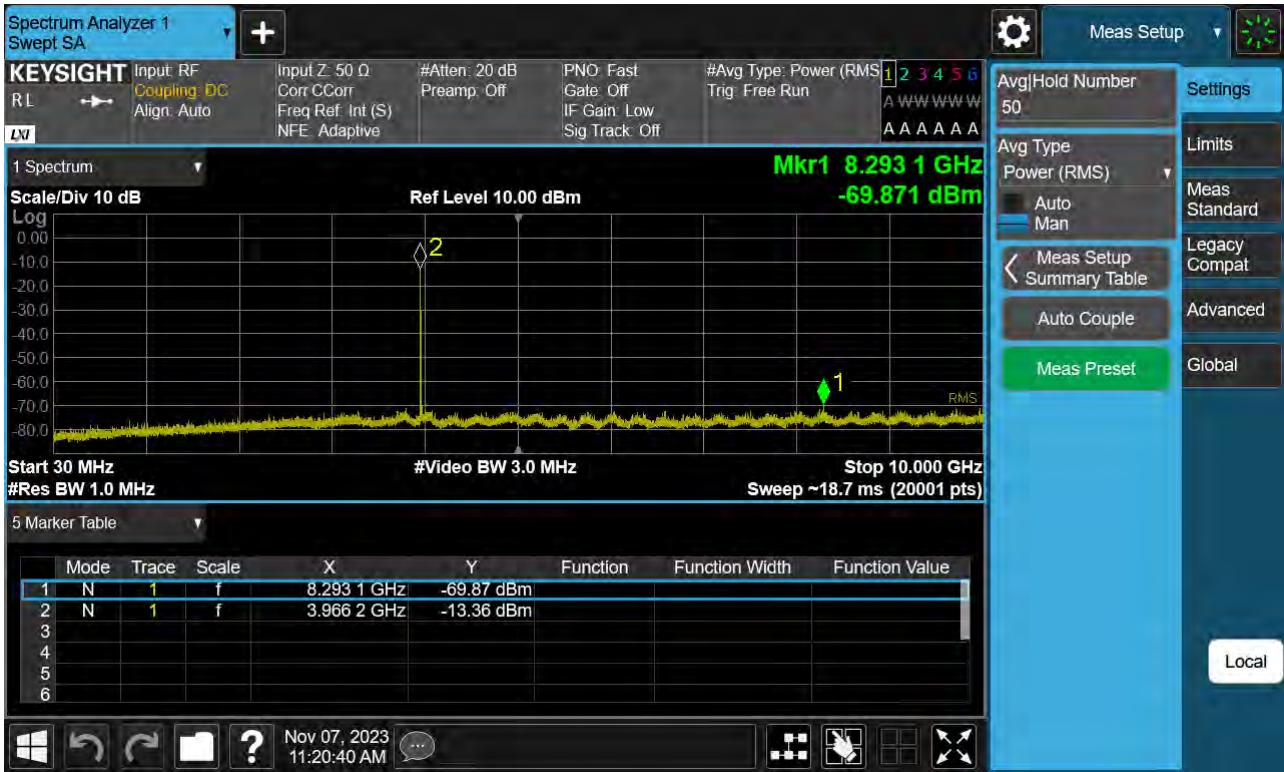 Spectrum Analyzer 1
Swept SA
+
Meas Setup
KEYSIGHT
RL
LXI
Input: RF
Coupling: DC
Align: Auto
Input Z: 50 Ω
Corr CCorr
Freq Ref: Int (S)
NFE: Adaptive
#Atten: 20 dB
Preamp: Off
PNO: Fast
Gate: Off
IF Gain: Low
Sig Track: Off
#Avg Type: Power (RMS
Trig: Free Run
1 2 3 4 5 6
A W W W W W
A A A A A A
1 Spectrum
Mkr1 8.293 1 GHz
Scale/Div 10 dB
Ref Level 10.00 dBm
-69.871 dBm
Log
0.00
-10.0
-20.0
-30.0
-40.0
-50.0
-60.0
-70.0
-80.0
2
1
RMS
Start 30 MHz
#Video BW 3.0 MHz
Stop 10.000 GHz
#Res BW 1.0 MHz
Sweep ~18.7 ms (20001 pts)
5 Marker Table
Mode Trace Scale X Y Function Function Width Function Value
1 N 1 f 8.293 1 GHz -69.87 dBm
2 N 1 f 3.966 2 GHz -13.36 dBm
3
4
5
6
Avg|Hold Number
50
Avg Type
Power (RMS)
Auto
Man
Meas Setup
Summary Table
Auto Couple
Meas Preset
Settings
Limits
Meas
Standard
Legacy
Compat
Advanced
Global
Local
?
Nov 07, 2023
11:20:40 AM